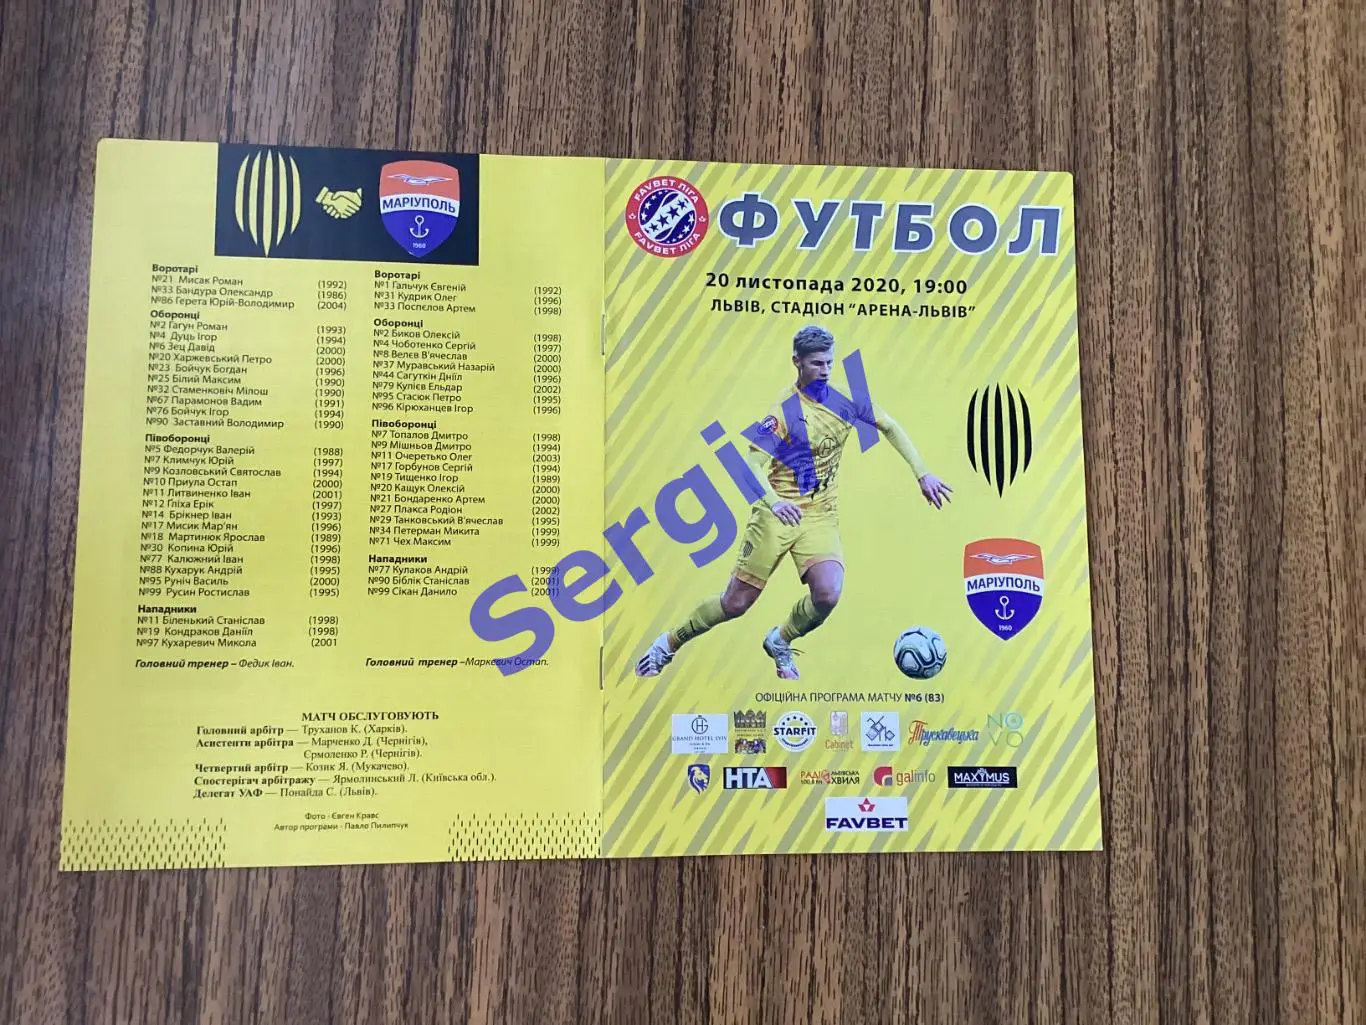 МАРІУПОЛЬ
1960
Воротарі
№21 Мисак Роман (1992)
№33 Бандура Олександр (1986)
№86 Герета Юрій-Володимир (2004)
Оборонці
№2 Гагун Роман (1993)
№4 Дуць Ігор (1994)
№6 Зец Давід (2000)
№20 Харжевський Петро (2000)
№23 Бойчук Богдан (1996)
№25 Білий Максим (1990)
№32 Стаменковіч Мілош (1990)
№67 Парамонов Вадим (1991)
№76 Бойчук Ігор (1994)
№90 Заставний Володимир (1990)
Півоборонці
№5 Федорчук Валерій (1988)
№7 Климчук Юрій (1997)
№9 Козловський Святослав (1994)
№10 Приула Остап (2000)
№11 Литвиненко Іван (2001)
№12 Гліха Ерік (1997)
№14 Брікнер Іван (1993)
№17 Мисик Мар'ян (1996)
№18 Мартинюк Ярослав (1989)
№30 Копина Юрій (1996)
№77 Калюжний Іван (1998)
№88 Кухарук Андрій (1995)
№95 Руніч Василь (2000)
№99 Русин Ростислав (1995)
Нападники
№11 Біленький Станіслав (1998)
№19 Кондраков Данііл (1998)
№97 Кухаревич Микола (2001
Головний тренер – Федик Іван.
Воротарі
№1 Гальчук Євгеній (1992)
№31 Кудрик Олег (1996)
№33 Поспєлов Артем (1998)
Оборонці
№2 Биков Олексій (1998)
№4 Чоботенко Сергій (1997)
№8 Велєв В'ячеслав (2000)
№37 Муравський Назарій (2000)
№44 Сагуткін Дніїл (1996)
№79 Кулієв Ельдар (2002)
№95 Стасюк Петро (1995)
№96 Кірюханцев Ігор (1996)
Півоборонці
№7 Топалов Дмитро (1998)
№9 Мішньов Дмитро (1994)
№11 Очеретько Олег (2003)
№17 Горбунов Сергій (1994)
№19 Тищенко Ігор (1989)
№20 Кащук Олексій (2000)
№21 Бондаренко Артем (2000)
№27 Плакса Родіон (2002)
№29 Танковський В'ячеслав (1995)
№34 Петерман Микита (1999)
№71 Чех Максим (1999)
Нападники
№77 Кулаков Андрій (1999)
№90 Біблік Станіслав (2001)
№99 Сікан Данило (2001)
Головний тренер –Маркевич Остап.
МАТЧ ОБСЛУГОВУЮТЬ
Головний арбітр — Труханов К. (Харків).
Асистенти арбітра — Марченко Д. (Чернігів),
Єрмоленко Р. (Чернігів).
Четвертий арбітр — Козик Я. (Мукачево).
Спостерігач арбітражу — Ярмолинський Л. (Київська обл.).
Делегат УАФ — Понайда С. (Львів).
Фото - Євген Кравс
Автор програми - Павло Пилипчук
FAVBET ЛІГА
FAVBET ЛІГА
ФУТБОЛ
20 листопада 2020, 19:00
ЛЬВІВ, СТАДІОН “АРЕНА-ЛЬВІВ”
МАРІУПОЛЬ
1960
ОФІЦІЙНА ПРОГРАМА МАТЧУ №6 (83)
GRAND HOTEL LVIV
STARFIT
Cabinet
Трускавецька
NOVO
НТА
РАДІО ЛЬВІВСЬКА ХВИЛЯ
100,8 FM
galinfo
MAXYMUS
FAVBET
Sergivy